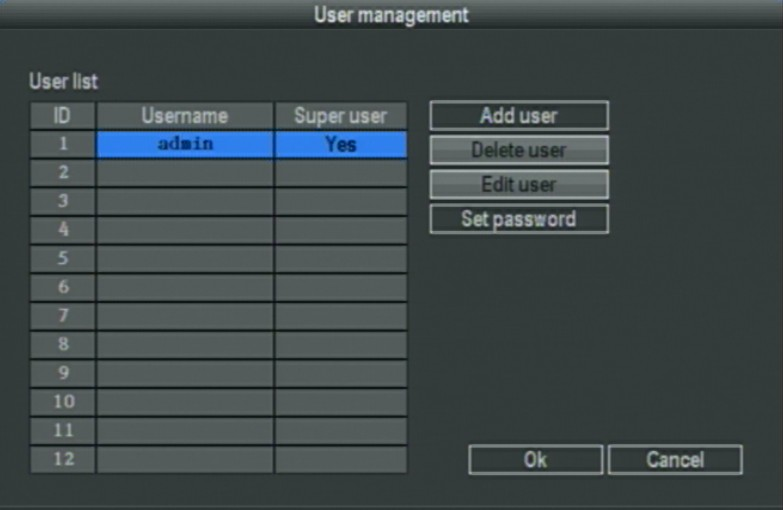 User management
User list
ID Username Super user
1 admin Yes
2
3
4
5
6
7
8
9
10
11
12
Add user
Delete user
Edit user
Set password
Ok Cancel